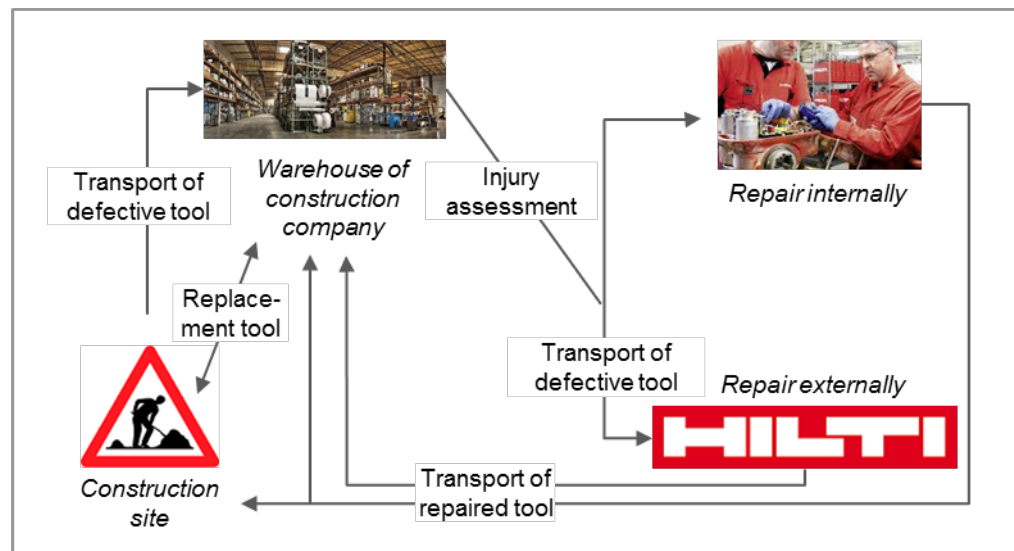 Transport of
defective tool
Warehouse of
construction
company
Injury
assessment
Repair internally
Replace-
ment tool
Transport of
defective tool
Repair externally
HILTI
Construction
site
Transport of
repaired tool